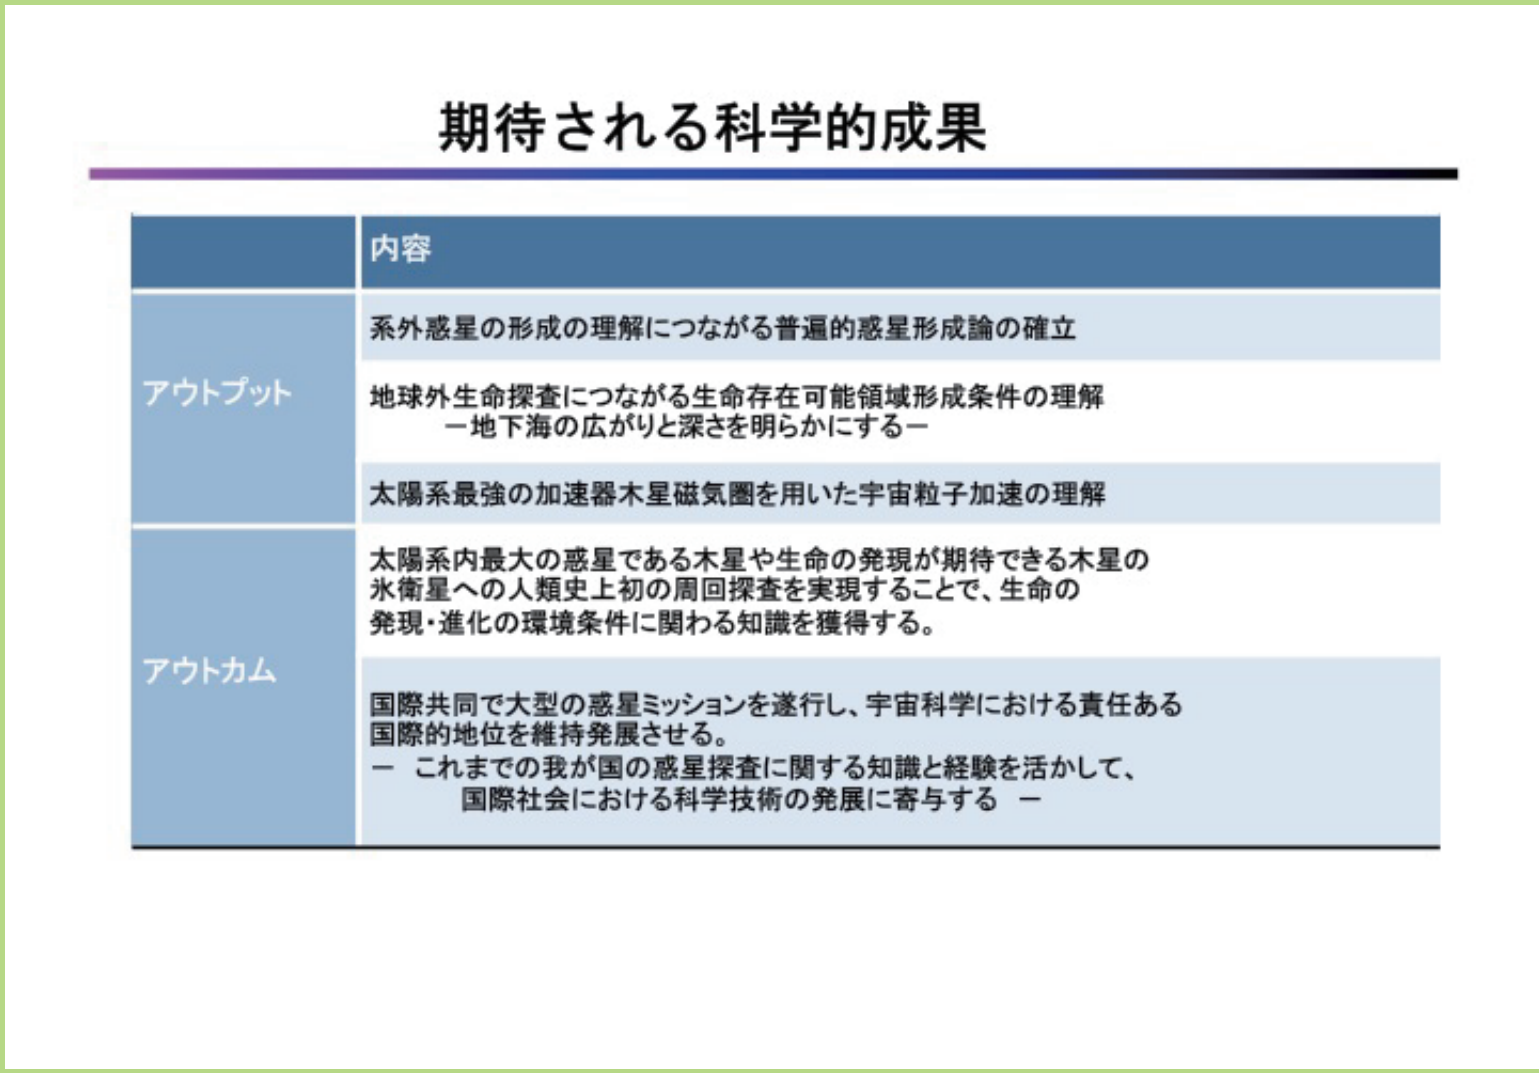 期待される科学的成果
内容
アウトプット
系外惑星の形成の理解につながる普遍的惑星形成論の確立
地球外生命探査につながる生命存在可能領域形成条件の理解
－地下海の広がりと深さを明らかにする－
太陽系最強の加速器木星磁気圏を用いた宇宙粒子加速の理解
アウトカム
太陽系内最大の惑星である木星や生命の発現が期待できる木星の
氷衛星への人類史上初の周回探査を実現することで、生命の
発現・進化の環境条件に関わる知識を獲得する。
国際共同で大型の惑星ミッションを遂行し、宇宙科学における責任ある
国際的地位を維持発展させる。
－ これまでの我が国の惑星探査に関する知識と経験を活かして、
国際社会における科学技術の発展に寄与する －